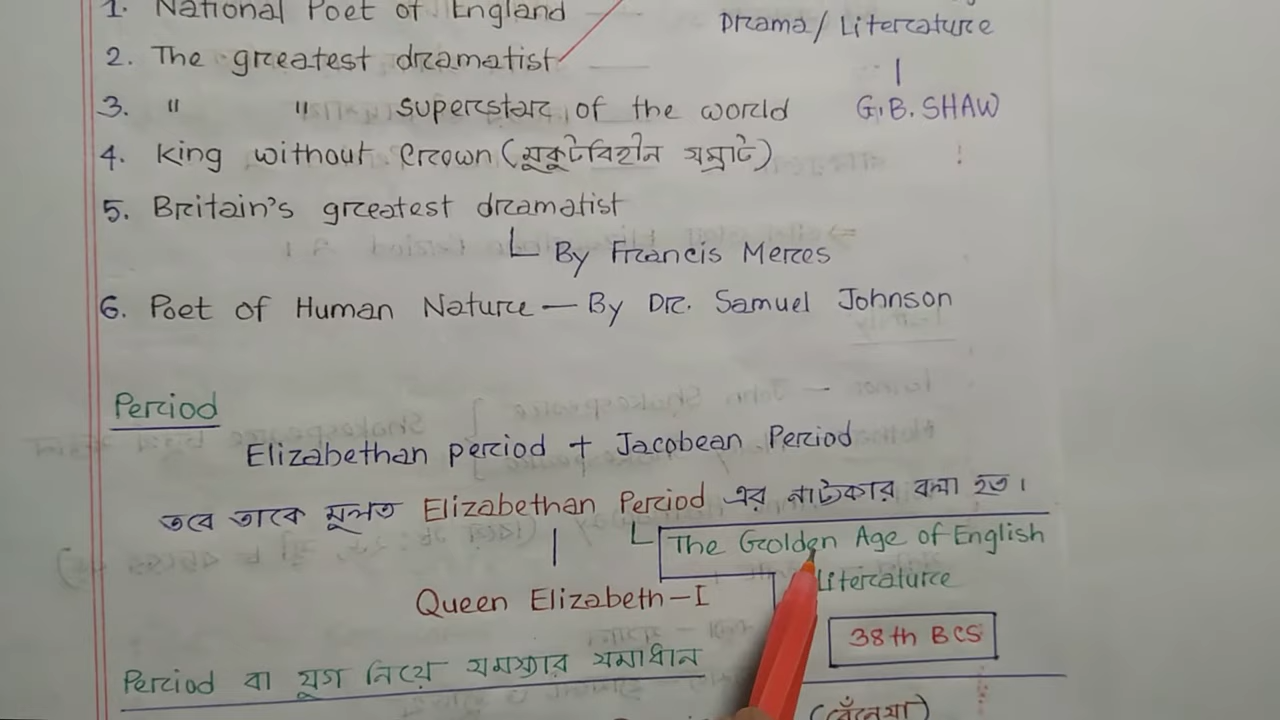 1. National Poet of England
Drama/Literature
2. The greatest dramatist
3. " " superstar of the world
G.B. SHAW
4. King without Crown (মুকুটবিহীন সম্রাট)
5. Britain's greatest dramatist
By Francis Meres
6. Poet of Human Nature — By Dr. Samuel Johnson
Period
Elizabethan period + Jacobean Period
তবে তাকে মূলত Elizabethan Period এর নাট্যকার বলা হত।
The Golden Age of English
Literature
Queen Elizabeth-I
38th BCS
Period বা যুগ নিয়ে সমস্যার সমাধান